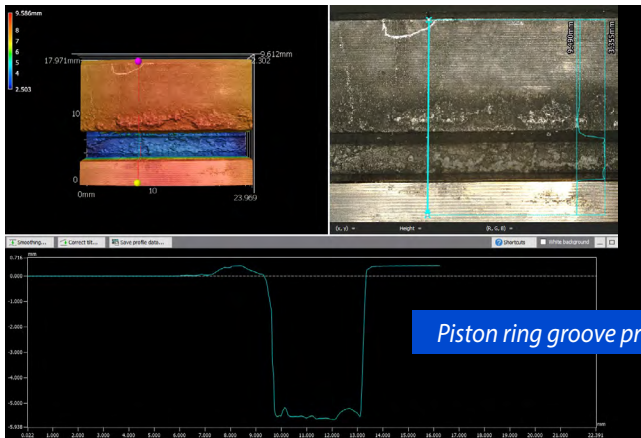 9.586mm
8
7
6
5
4
2.503
17.971mm
9.612mm
2.302
10
0
0mm
10
23.969
3.355mm
(x, y)
Height
(R, G, B)
Smoothing...
Correct tilt...
Save profile data...
Shortcuts
White background
mm
0.716
0.000
-1.000
-2.000
-3.000
-4.000
-5.000
-5.938
0.022 1.000 2.000 3.000 4.000 5.000 6.000 7.000 8.000 9.000 10.000 11.000 12.000 13.000 14.000 15.000 16.000 17.000 18.000 19.000 20.000 21.000 22.391
Piston ring groove pr